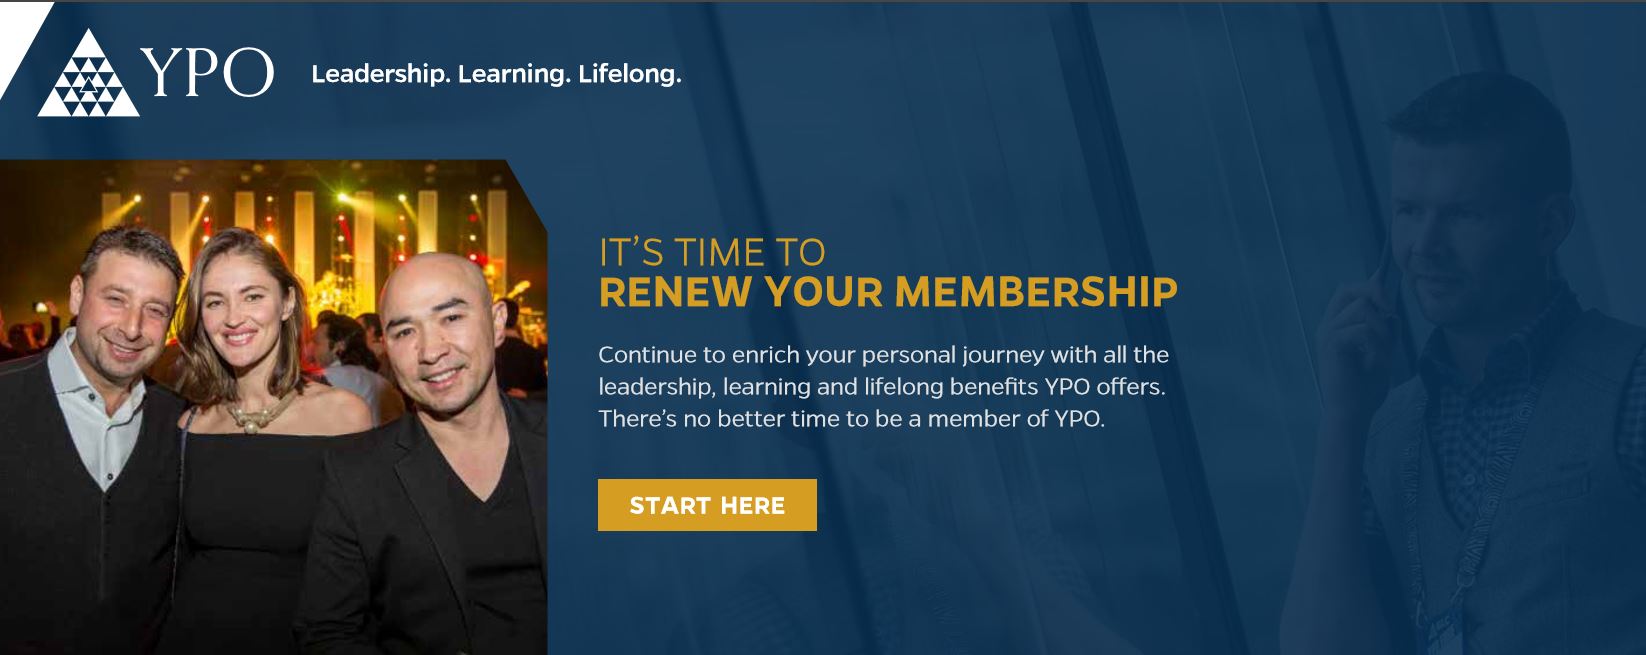 YPO
Leadership. Learning. Lifelong.
IT'S TIME TO
RENEW YOUR MEMBERSHIP
Continue to enrich your personal journey with all the
leadership, learning and lifelong benefits YPO offers.
There's no better time to be a member of YPO.
START HERE